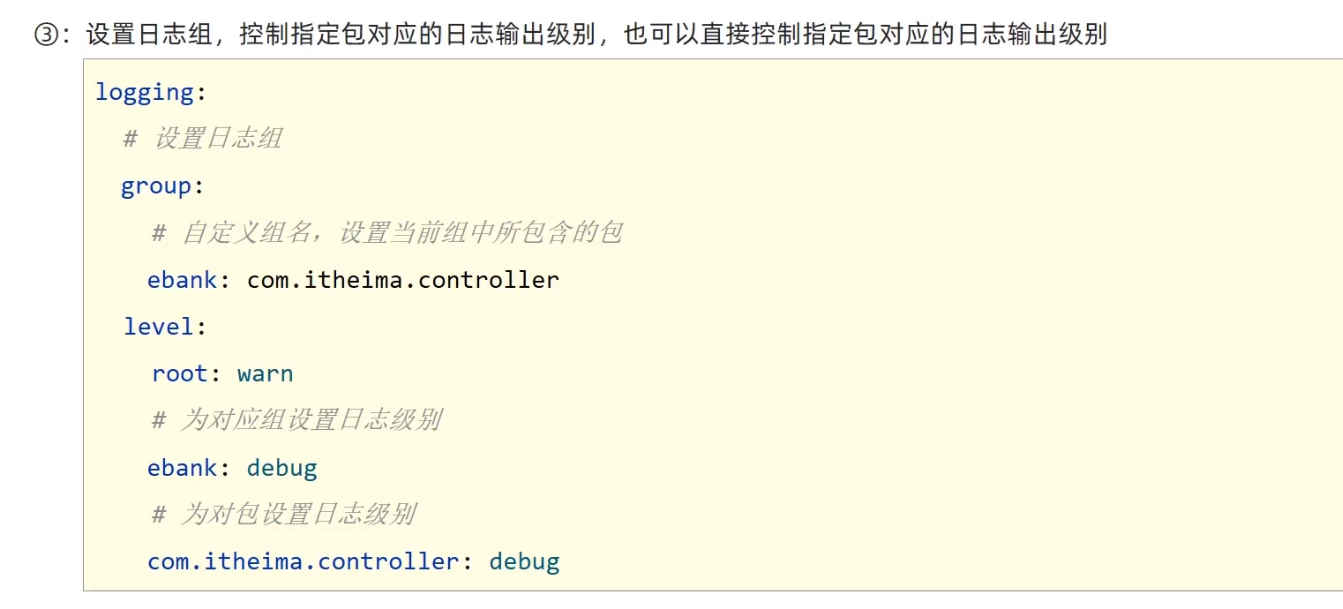 ③：设置日志组，控制指定包对应的日志输出级别，也可以直接控制指定包对应的日志输出级别
logging:
# 设置日志组
group:
# 自定义组名，设置当前组中所包含的包
ebank: com.itheima.controller
level:
root: warn
# 为对应组设置日志级别
ebank: debug
# 为对包设置日志级别
com.itheima.controller: debug